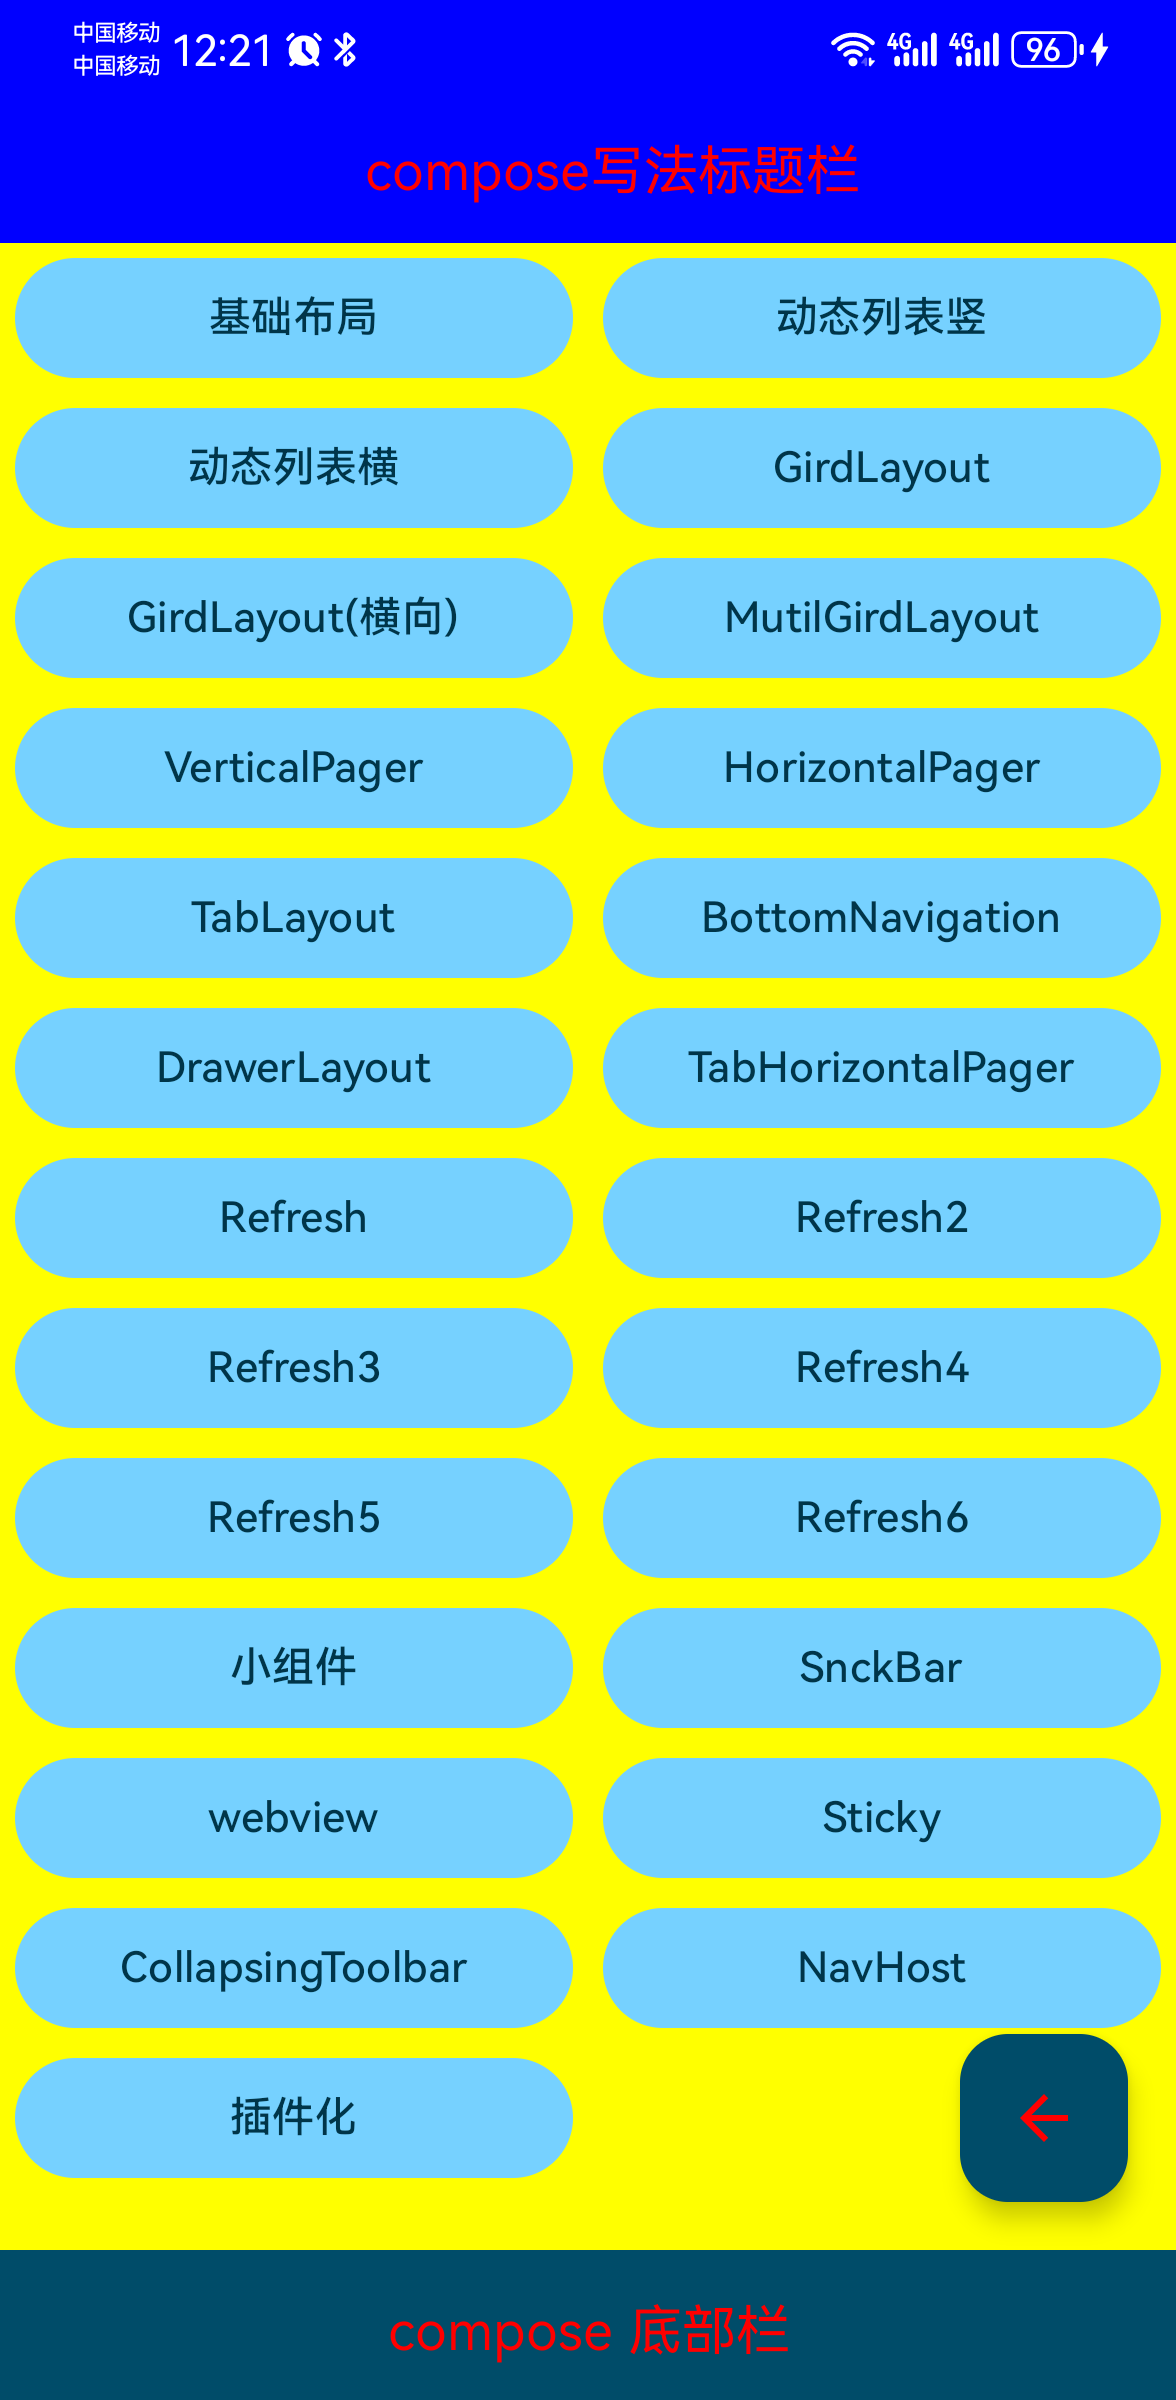 中国移动
中国移动
12:21
4G 4G 96
compose写法标题栏
基础布局 动态列表竖
动态列表横 GirdLayout
GirdLayout(横向) MutilGirdLayout
VerticalPager HorizontalPager
TabLayout BottomNavigation
DrawerLayout TabHorizontalPager
Refresh Refresh2
Refresh3 Refresh4
Refresh5 Refresh6
小组件 SnckBar
webview Sticky
CollapsingToolbar NavHost
插件化
compose 底部栏